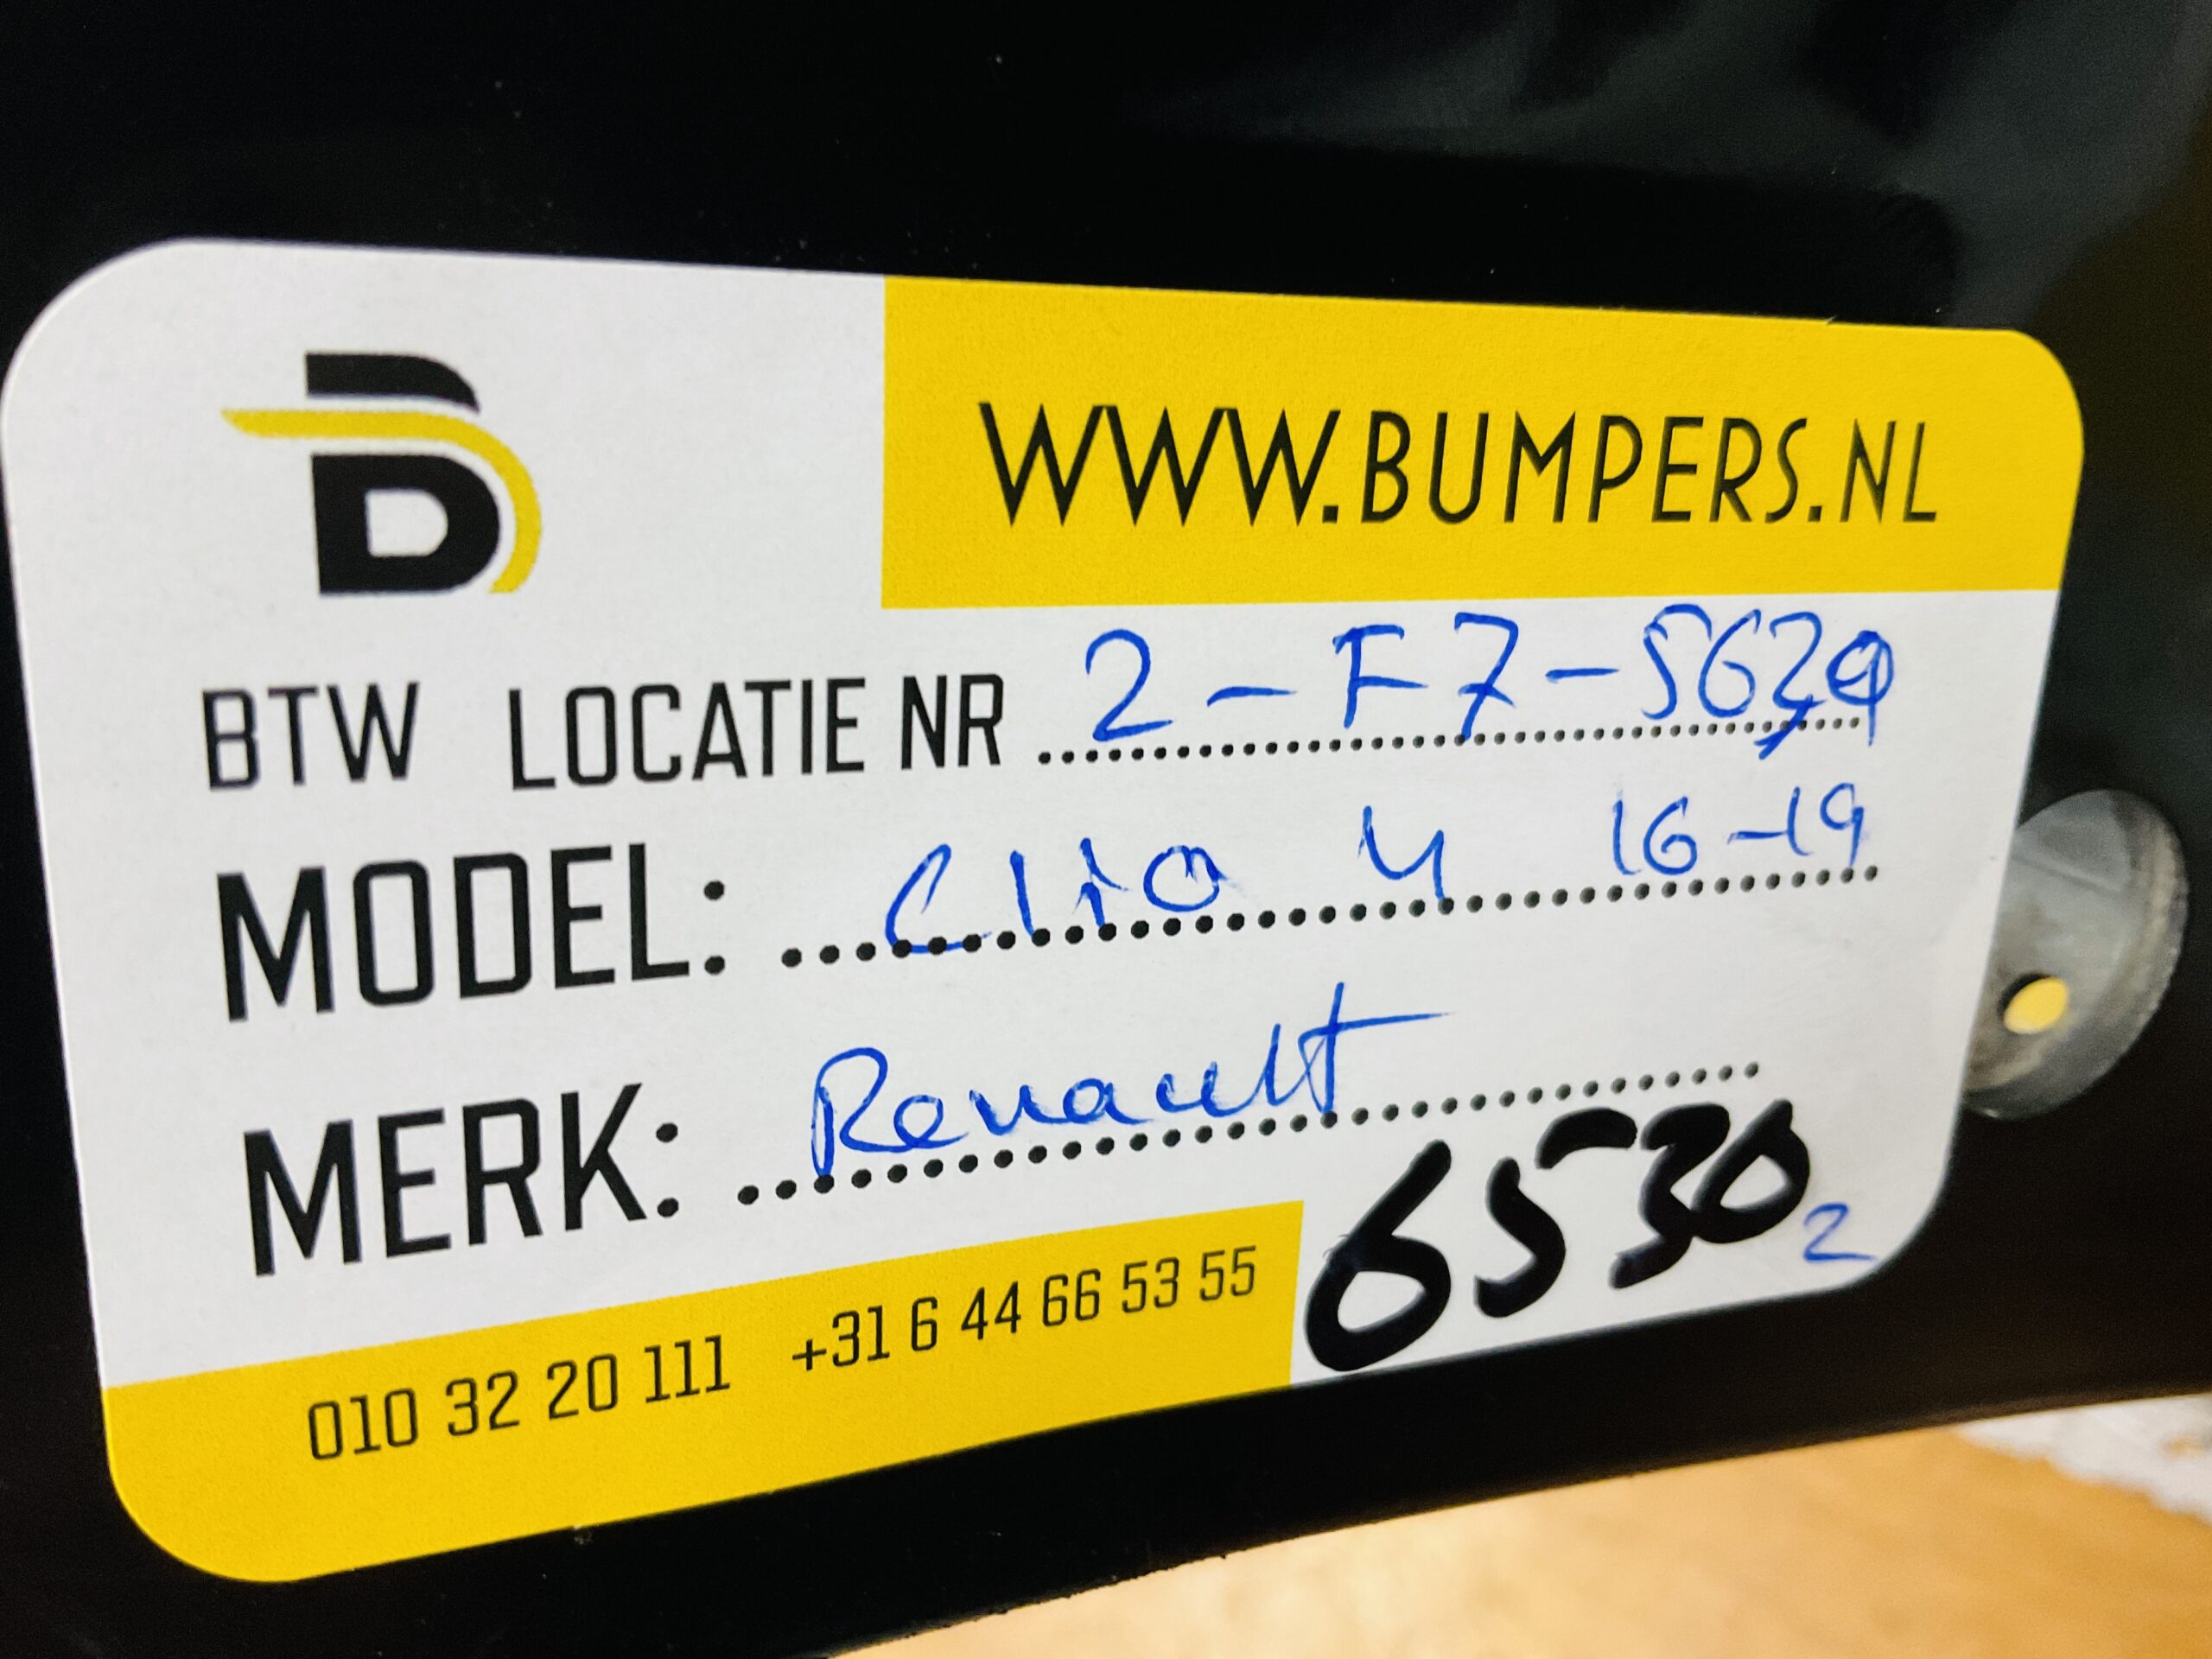 WWW.BUMPERS.NL
BTW LOCATIE NR 2-F7-
MODEL: Clio 4 16-19
MERK: Renault
6530
2
010 32 20 111 +31 6 44 66 53 55